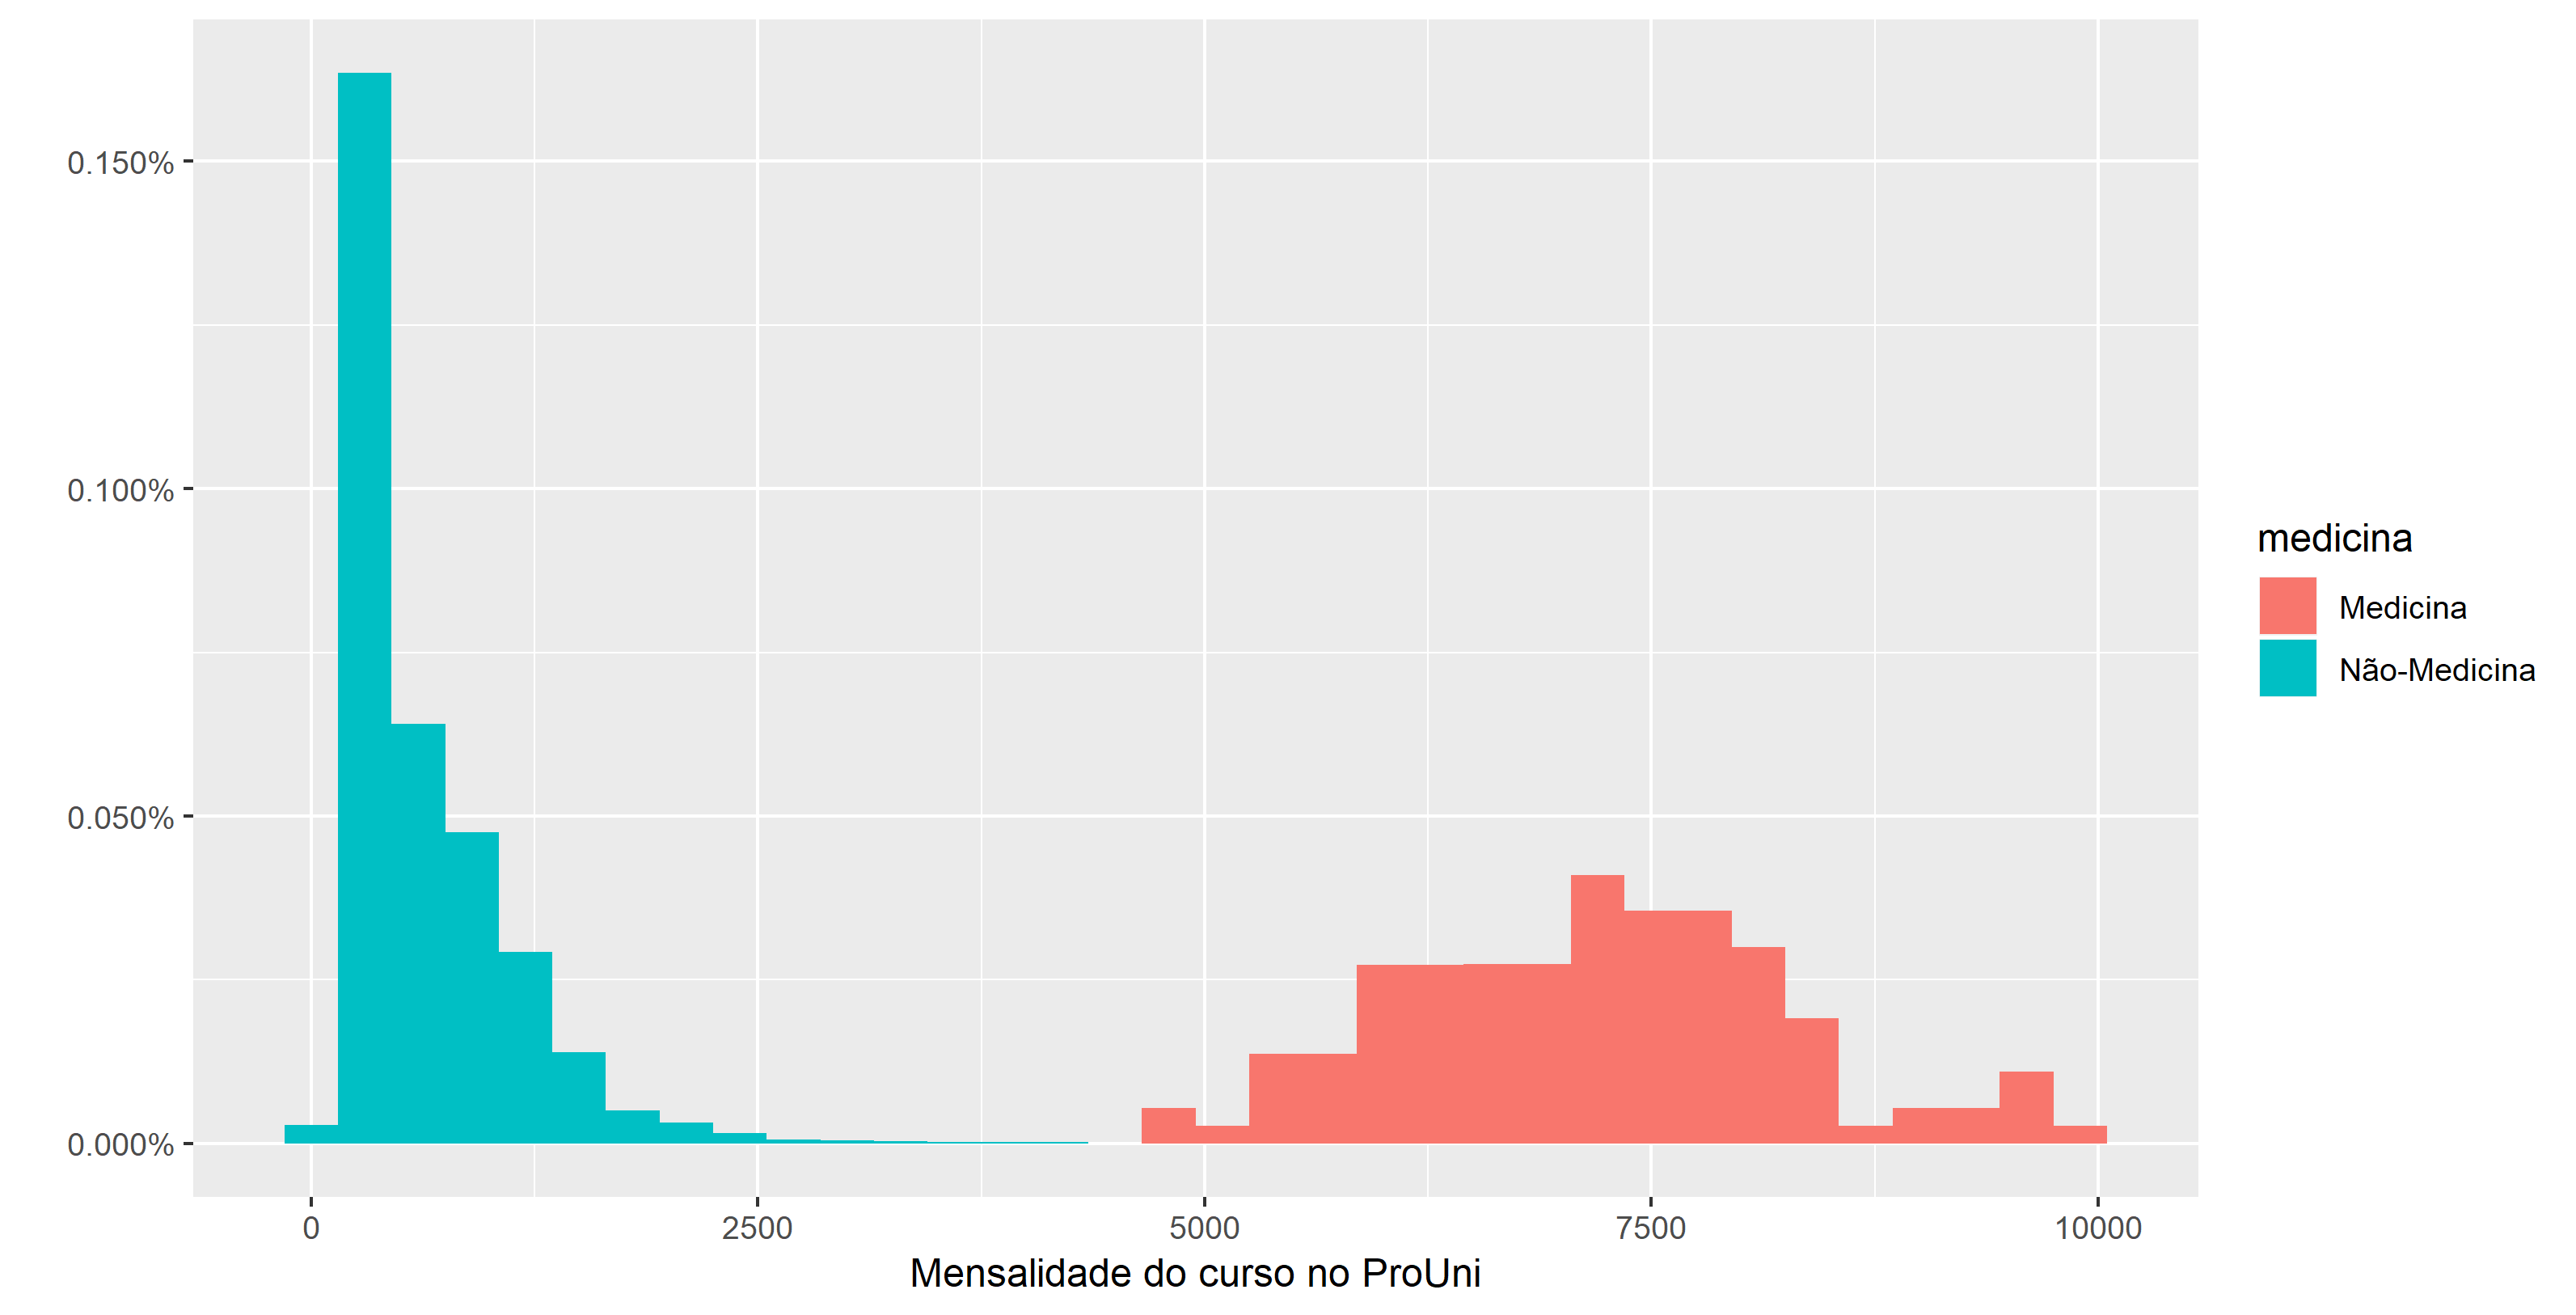 0.150%
0.100%
0.050%
0.000%
0 2500 5000 7500 10000
Mensalidade do curso no ProUni
medicina
Medicina
Não-Medicina